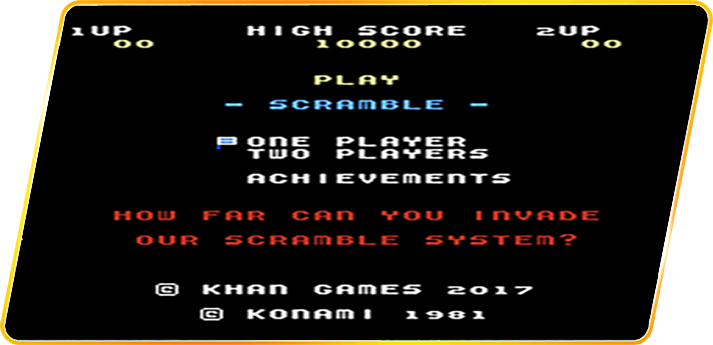 1UP HIGH SCORE 2UP
00 10000 00
PLAY
- SCRAMBLE -
ONE PLAYER
TWO PLAYERS
ACHIEVEMENTS
HOW FAR CAN YOU INVADE
OUR SCRAMBLE SYSTEM?
© KHAN GAMES 2017
© KONAMI 1981